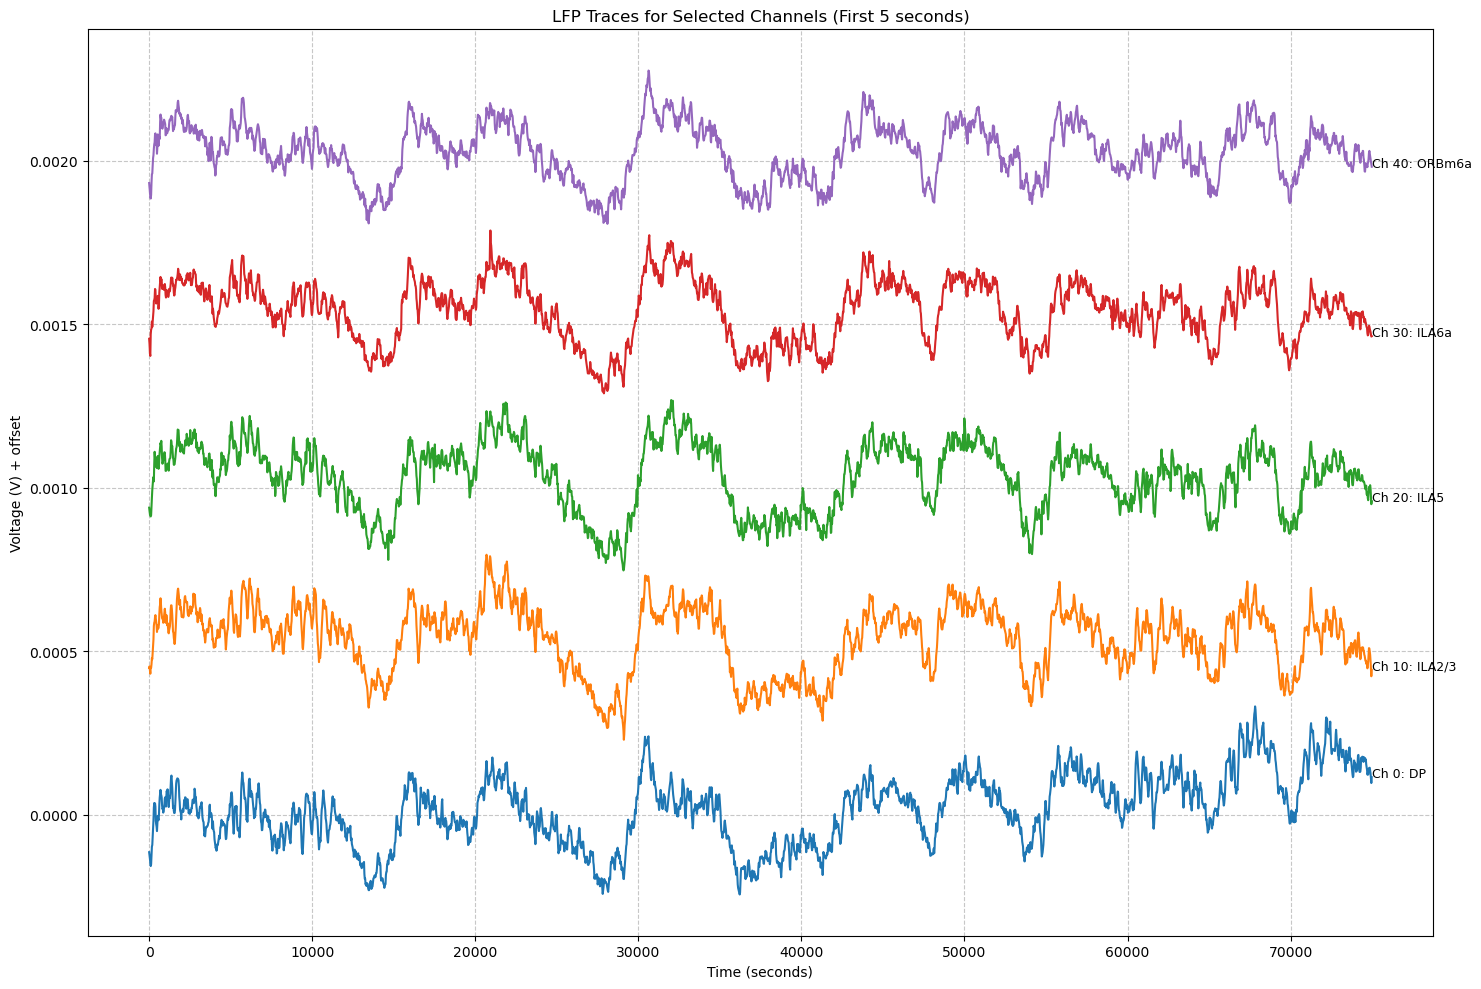 LFP Traces for Selected Channels (First 5 seconds)
Voltage (V) + offset
0.0020
0.0015
0.0010
0.0005
0.0000
Ch 40: ORBm6a
Ch 30: ILA6a
Ch 20: ILA5
Ch 10: ILA2/3
Ch 0: DP
0 10000 20000 30000 40000 50000 60000 70000
Time (seconds)